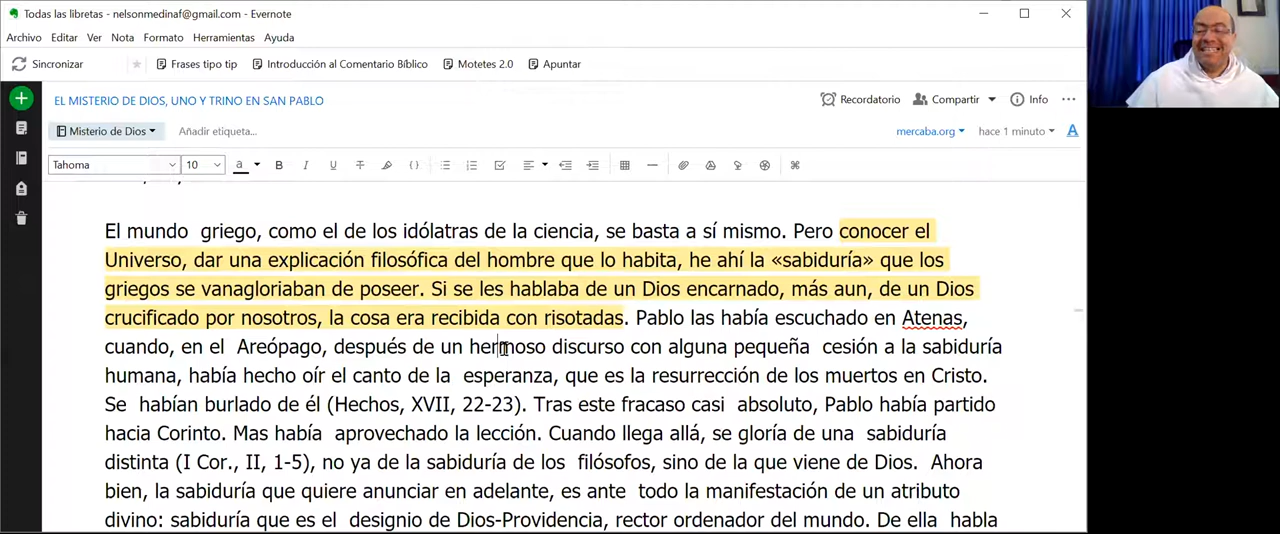 Todas las libretas - nelsonmedinaf@gmail.com - Evernote
Archivo Editar Ver Nota Formato Herramientas Ayuda
Sincronizar Frases tipo tip Introducción al Comentario Bíblico Motetes 2.0 Apuntar
EL MISTERIO DE DIOS, UNO Y TRINO EN SAN PABLO Recordatorio Compartir Info
Misterio de Dios Añadir etiqueta... mercaba.org hace 1 minuto
Tahoma 10
El mundo griego, como el de los idólatras de la ciencia, se basta a sí mismo. Pero conocer el
Universo, dar una explicación filosófica del hombre que lo habita, he ahí la «sabiduría» que los
griegos se vanagloriaban de poseer. Si se les hablaba de un Dios encarnado, más aun, de un Dios
crucificado por nosotros, la cosa era recibida con risotadas. Pablo las había escuchado en Atenas,
cuando, en el Areópago, después de un hermoso discurso con alguna pequeña cesión a la sabiduría
humana, había hecho oír el canto de la esperanza, que es la resurrección de los muertos en Cristo.
Se habían burlado de él (Hechos, XVII, 22-23). Tras este fracaso casi absoluto, Pablo había partido
hacia Corinto. Mas había aprovechado la lección. Cuando llega allá, se gloría de una sabiduría
distinta (I Cor., II, 1-5), no ya de la sabiduría de los filósofos, sino de la que viene de Dios. Ahora
bien, la sabiduría que quiere anunciar en adelante, es ante todo la manifestación de un atributo
divino: sabiduría que es el designio de Dios-Providencia, rector ordenador del mundo. De ella habla